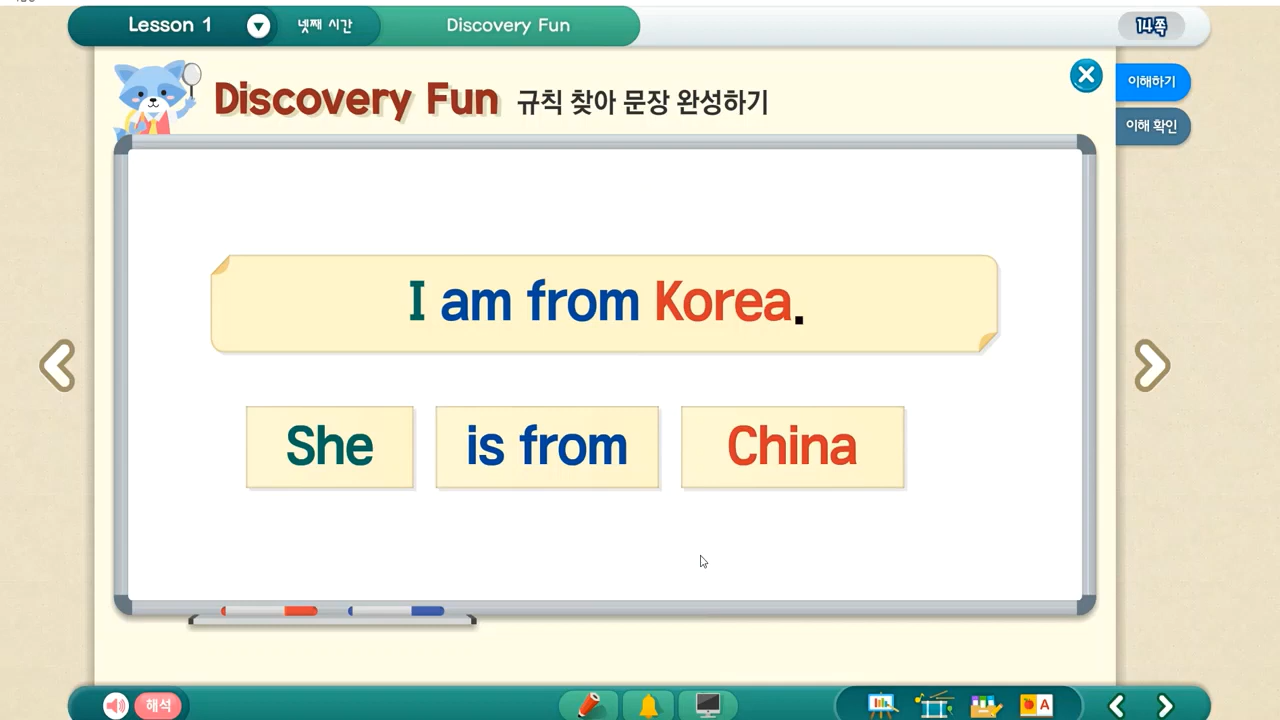 Lesson 1 넷째 시간 Discovery Fun 14쪽
Discovery Fun 규칙 찾아 문장 완성하기
이해하기
이해 확인
I am from Korea.
She is from China
해석
A